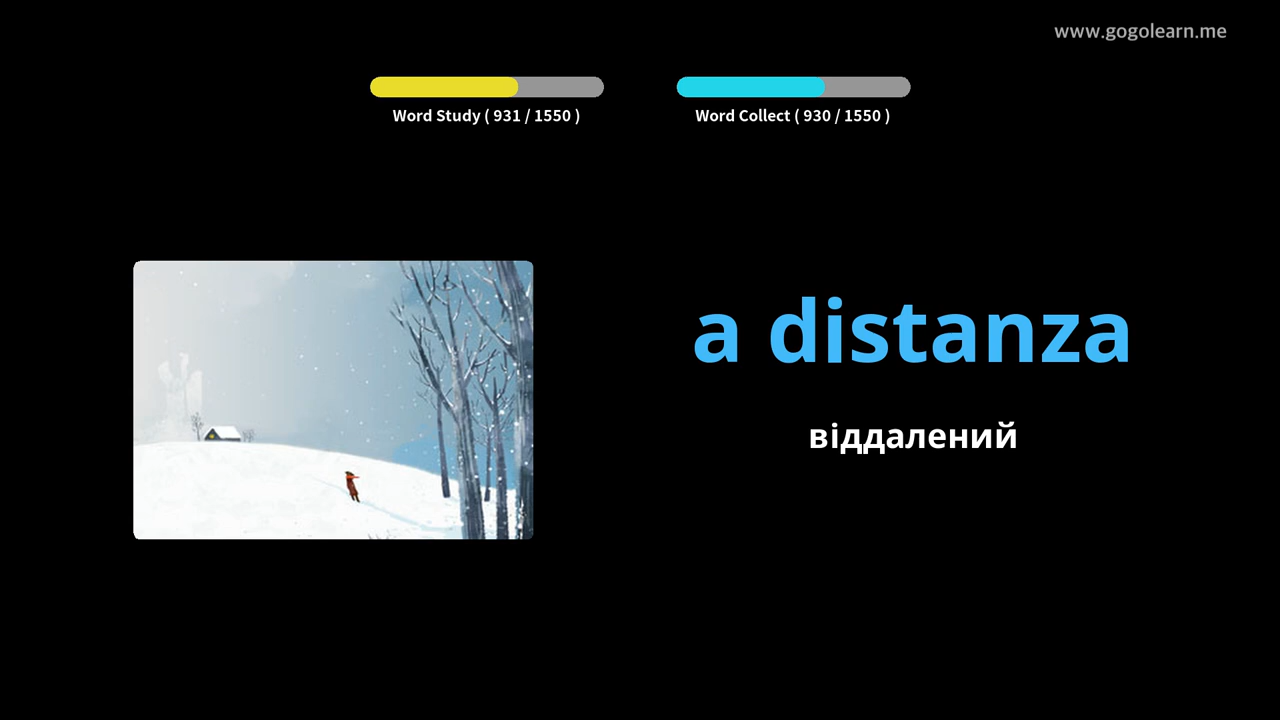 www.gogolearn.me
Word Study ( 931 / 1550 )
Word Collect ( 930 / 1550 )
a distanza
віддалений